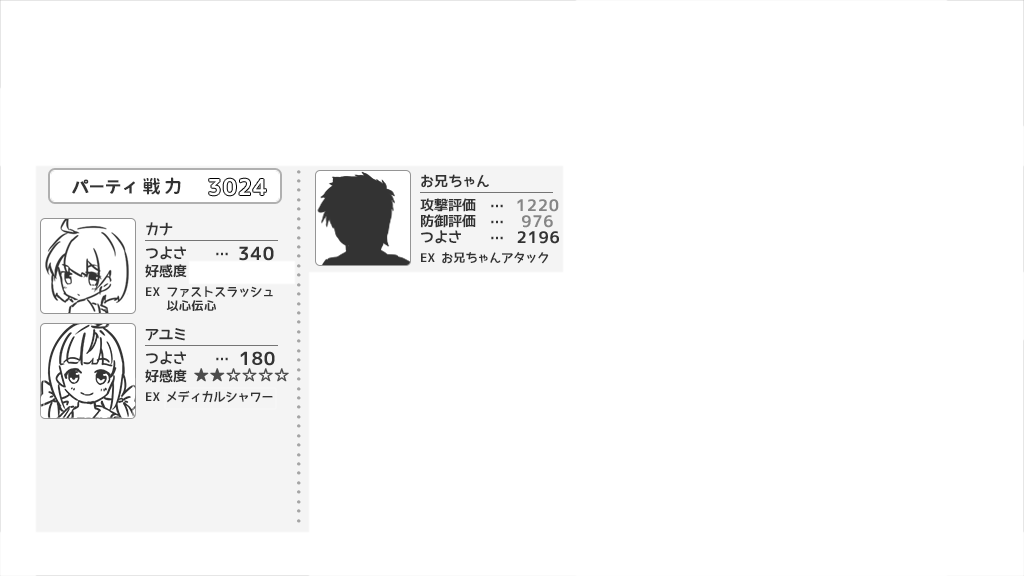 パーティ戦力 3024
カナ
つよさ … 340
好感度
EX ファストスラッシュ
以心伝心
アユミ
つよさ … 180
好感度 ★★☆☆☆☆
EX メディカルシャワー
お兄ちゃん
攻撃評価 … 1220
防御評価 … 976
つよさ … 2196
EX お兄ちゃんアタック